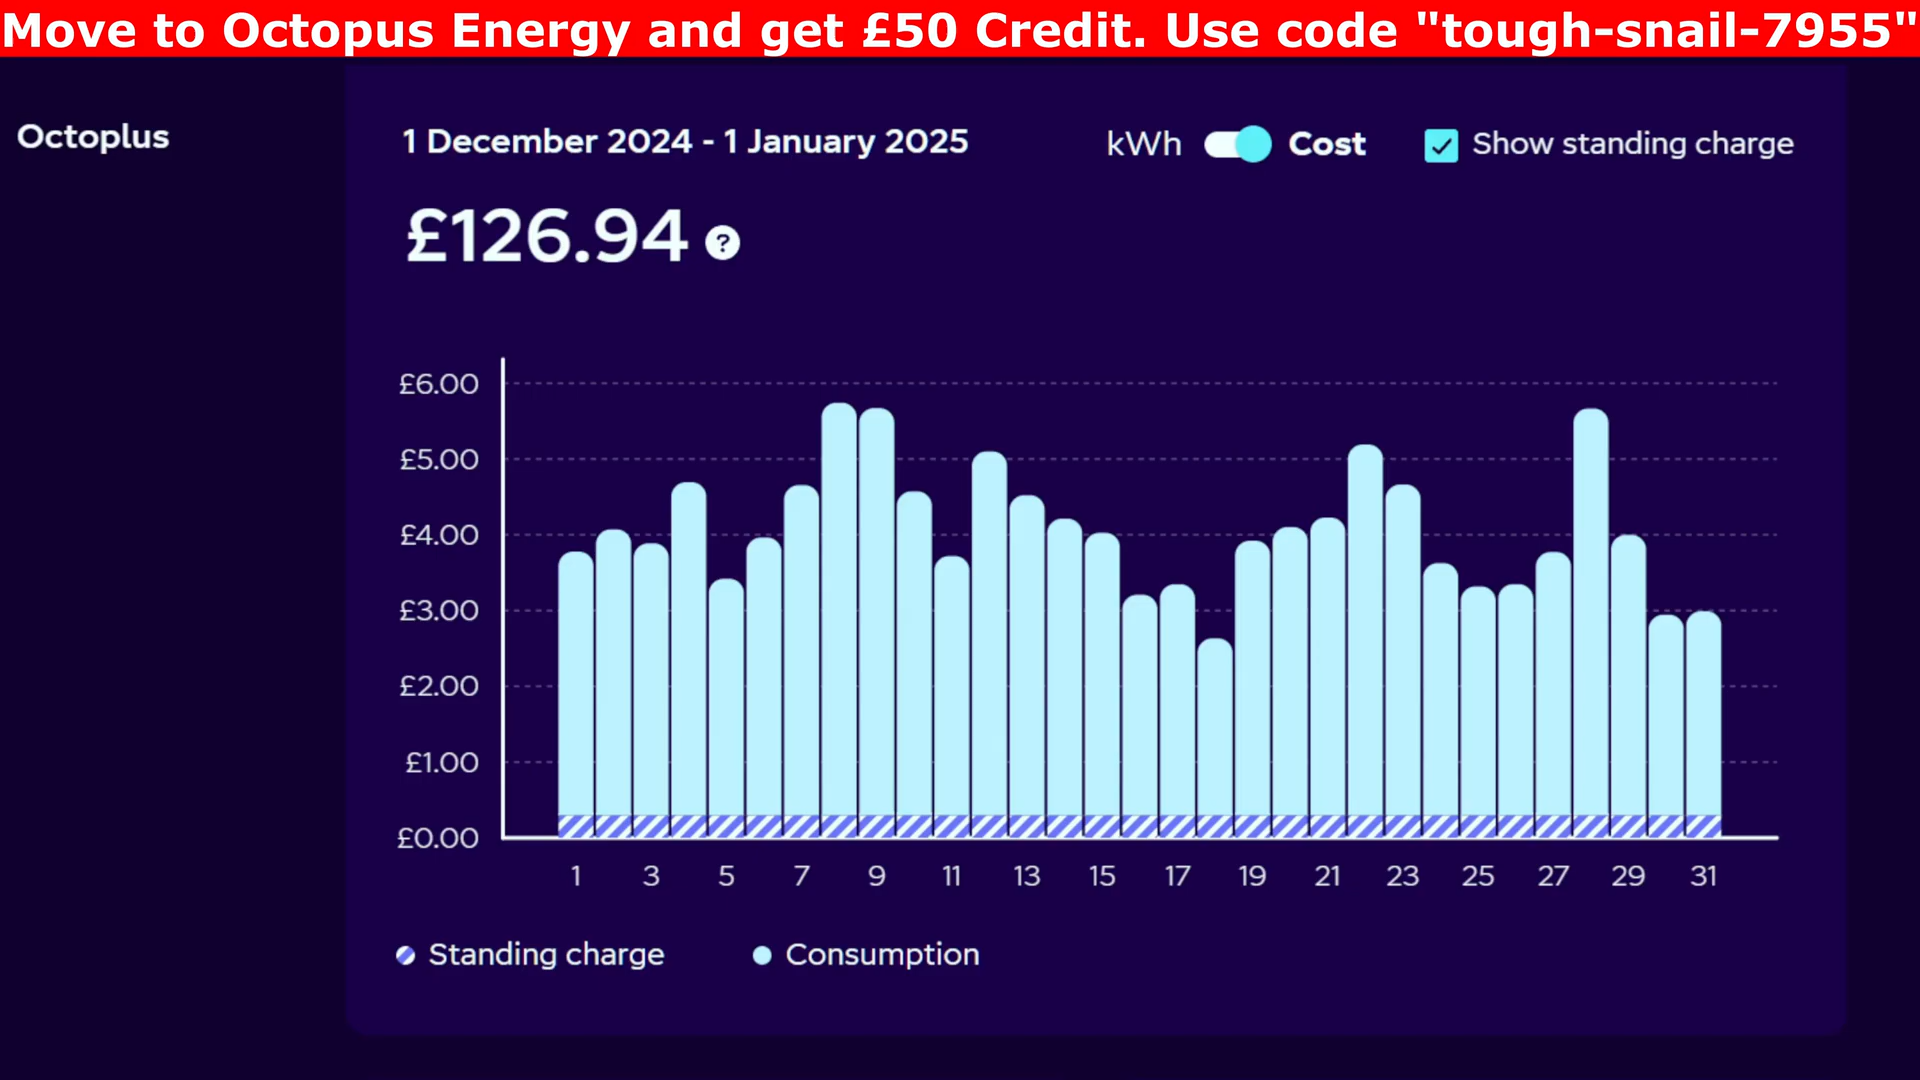 Move to Octopus Energy and get £50 Credit. Use code "tough-snail-7955"
Octoplus
1 December 2024 - 1 January 2025
kWh Cost
Show standing charge
£126.94 ?
£6.00
£5.00
£4.00
£3.00
£2.00
£1.00
£0.00
1 3 5 7 9 11 13 15 17 19 21 23 25 27 29 31
Standing charge Consumption